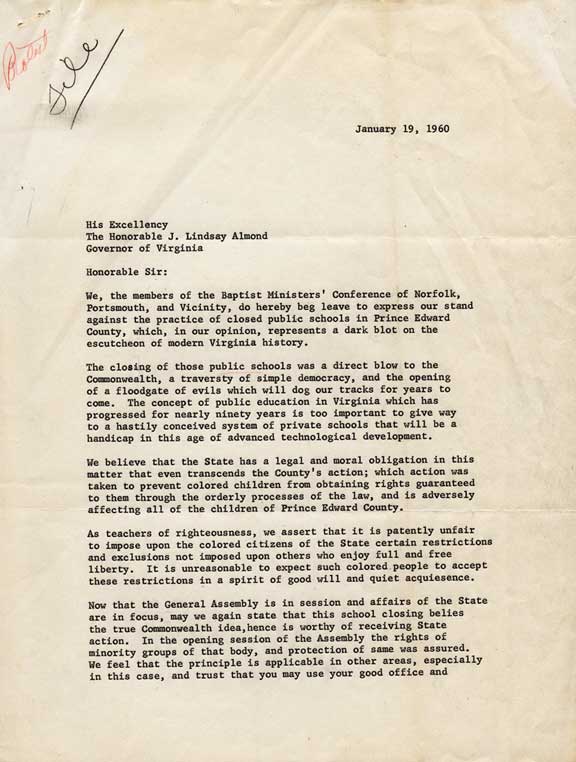 Protest
File
January 19, 1960
His Excellency
The Honorable J. Lindsay Almond
Governor of Virginia
Honorable Sir:
We, the members of the Baptist Ministers' Conference of Norfolk,
Portsmouth, and Vicinity, do hereby beg leave to express our stand
against the practice of closed public schools in Prince Edward
County, which, in our opinion, represents a dark blot on the
escutcheon of modern Virginia history.
The closing of those public schools was a direct blow to the
Commonwealth, a traversty of simple democracy, and the opening
of a floodgate of evils which will dog our tracks for years to
come. The concept of public education in Virginia which has
progressed for nearly ninety years is too important to give way
to a hastily conceived system of private schools that will be a
handicap in this age of advanced technological development.
We believe that the State has a legal and moral obligation in this
matter that even transcends the County's action; which action was
taken to prevent colored children from obtaining rights guaranteed
to them through the orderly processes of the law, and is adversely
affecting all of the children of Prince Edward County.
As teachers of righteousness, we assert that it is patently unfair
to impose upon the colored citizens of the State certain restrictions
and exclusions not imposed upon others who enjoy full and free
liberty. It is unreasonable to expect such colored people to accept
these restrictions in a spirit of good will and quiet acquiesence.
Now that the General Assembly is in session and affairs of the State
are in focus, may we again state that this school closing belies
the true Commonwealth idea,hence is worthy of receiving State
action. In the opening session of the Assembly the rights of
minority groups of that body, and protection of same was assured.
We feel that the principle is applicable in other areas, especially
in this case, and trust that you may use your good office and